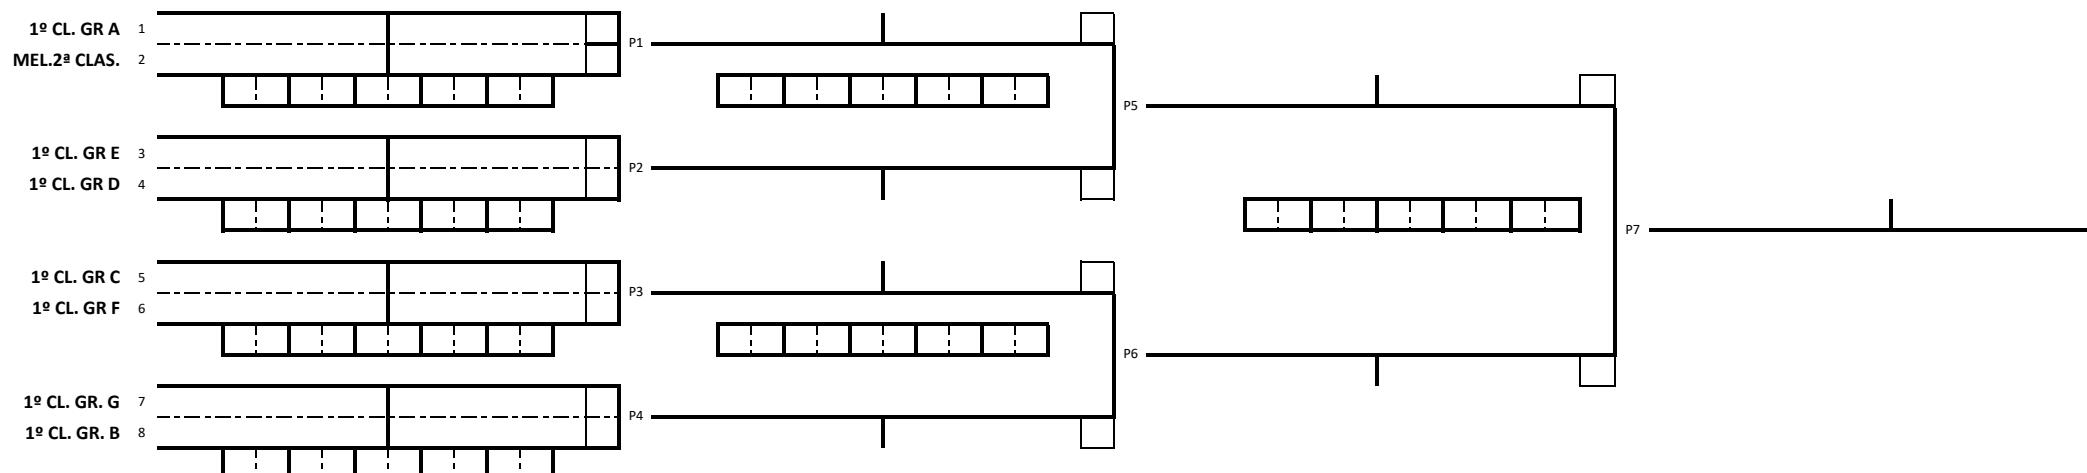 1º CL. GR A 1
P1
MEL.2ª CLAS. 2
P5
1º CL. GR E 3
P2
1º CL. GR D 4
P7
1º CL. GR C 5
P3
1º CL. GR F 6
P6
1º CL. GR. G 7
P4
1º CL. GR. B 8